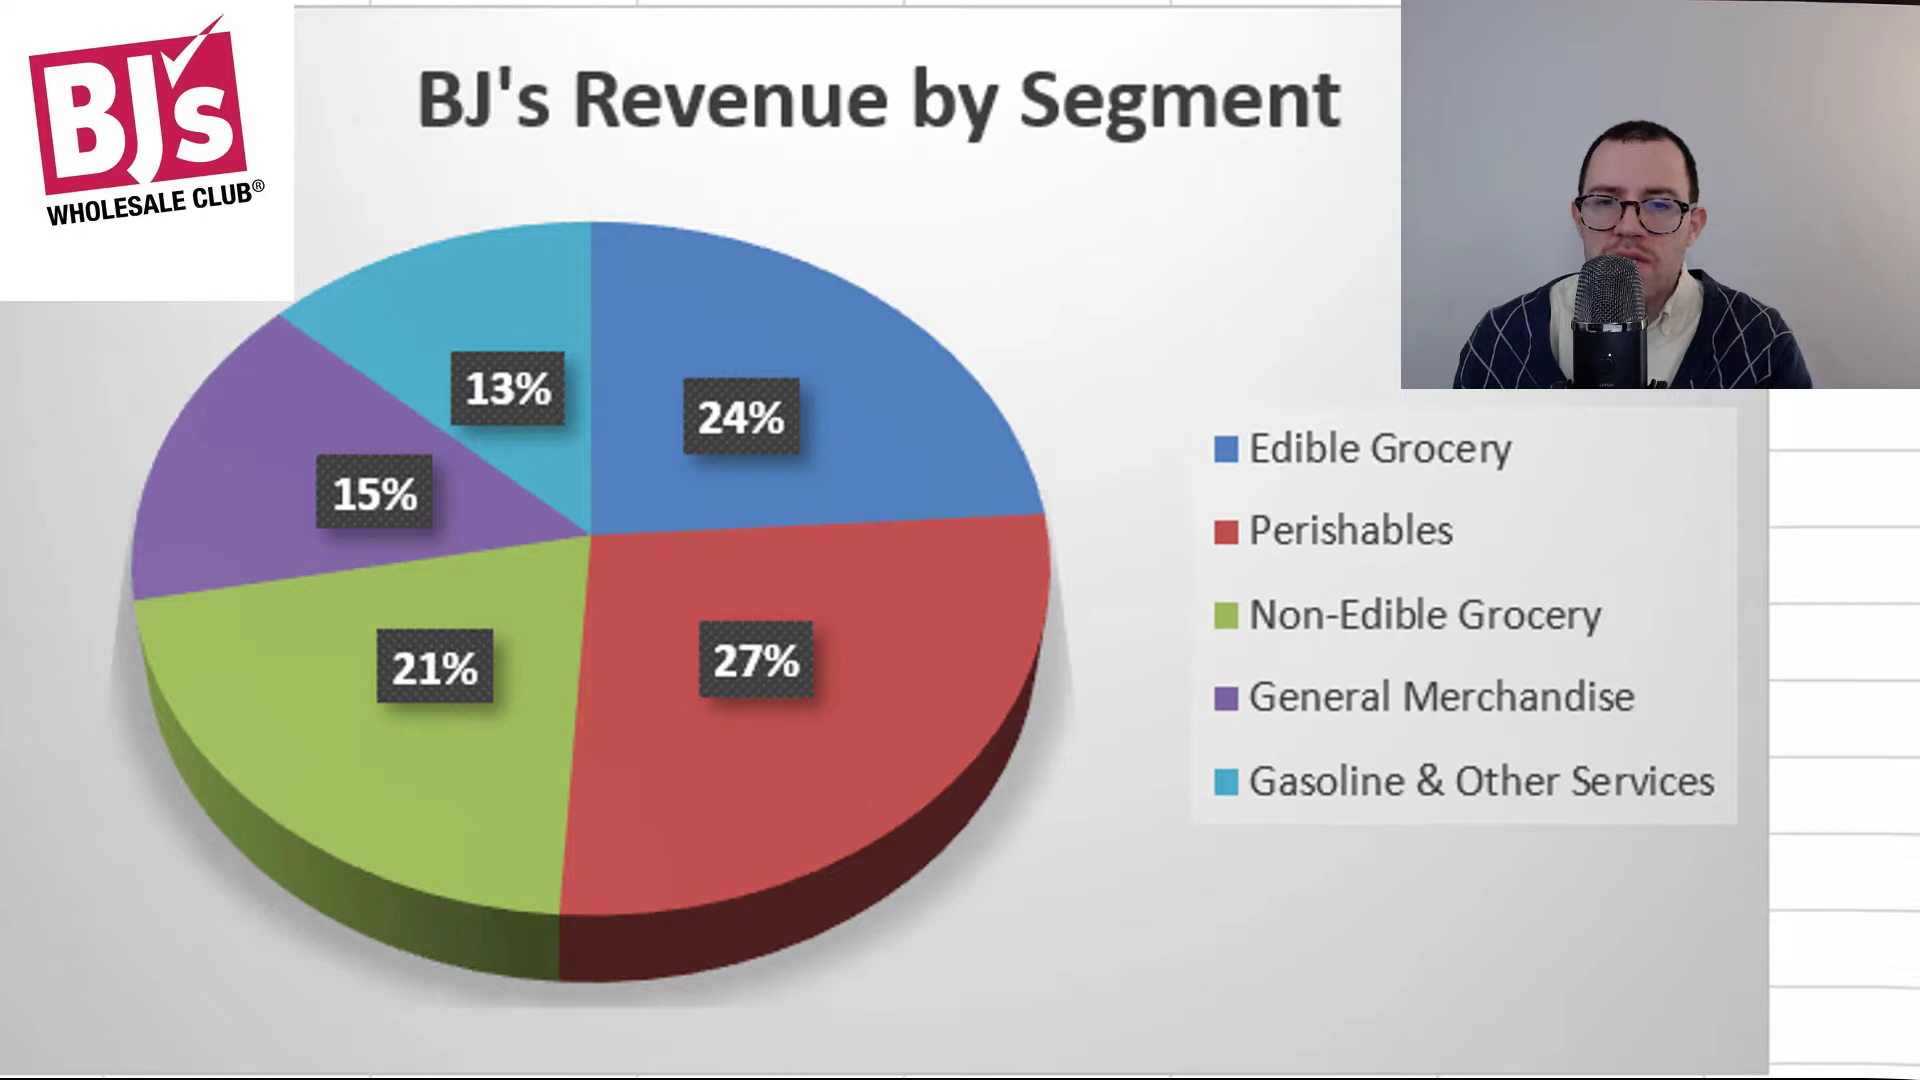 BJ's
WHOLESALE CLUB®
BJ's Revenue by Segment
13%
24%
15%
21%
27%
Edible Grocery
Perishables
Non-Edible Grocery
General Merchandise
Gasoline & Other Services